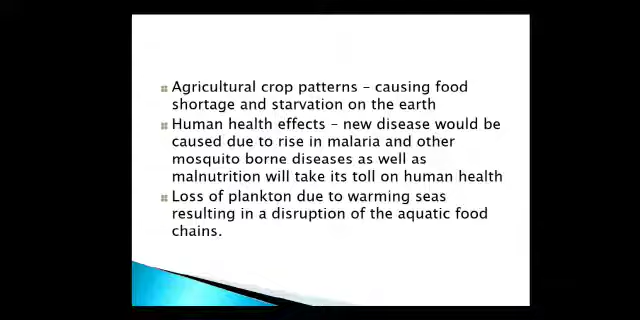 Agricultural crop patterns – causing food
shortage and starvation on the earth
Human health effects – new disease would be
caused due to rise in malaria and other
mosquito borne diseases as well as
malnutrition will take its toll on human health
Loss of plankton due to warming seas
resulting in a disruption of the aquatic food
chains.